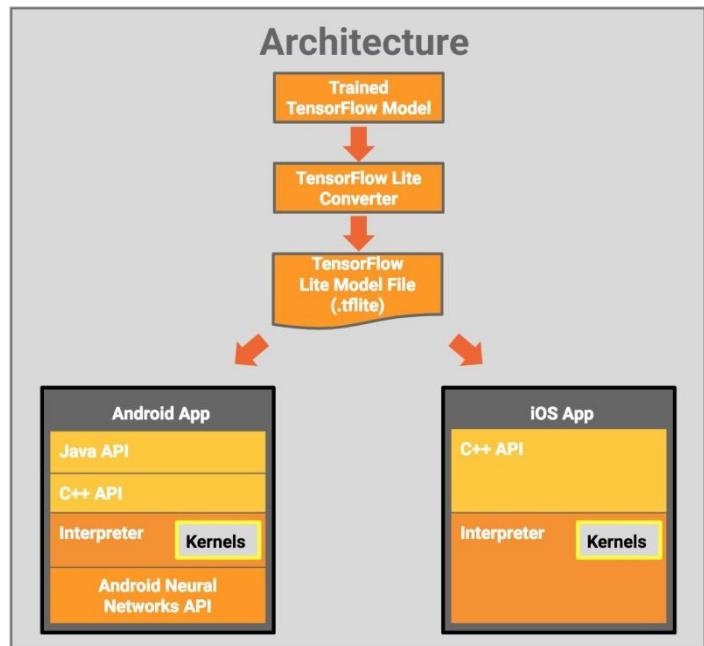 Architecture
Trained
TensorFlow Model
TensorFlow Lite
Converter
TensorFlow
Lite Model File
(.tflite)
Android App
Java API
C++ API
Interpreter
Kernels
Android Neural
Networks API
iOS App
C++ API
Interpreter
Kernels